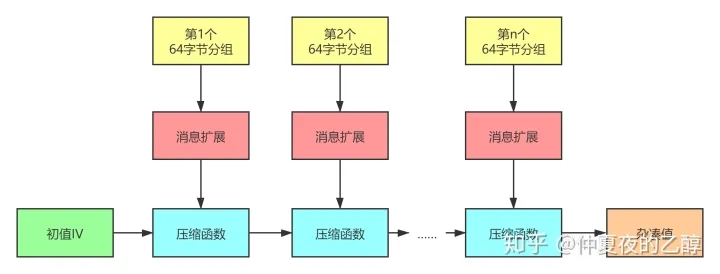 第1个
64字节分组
第2个
64字节分组
第n个
64字节分组
消息扩展
消息扩展
消息扩展
初值IV
压缩函数
压缩函数
......
压缩函数
杂凑值
知乎 @仲夏夜的乙醇